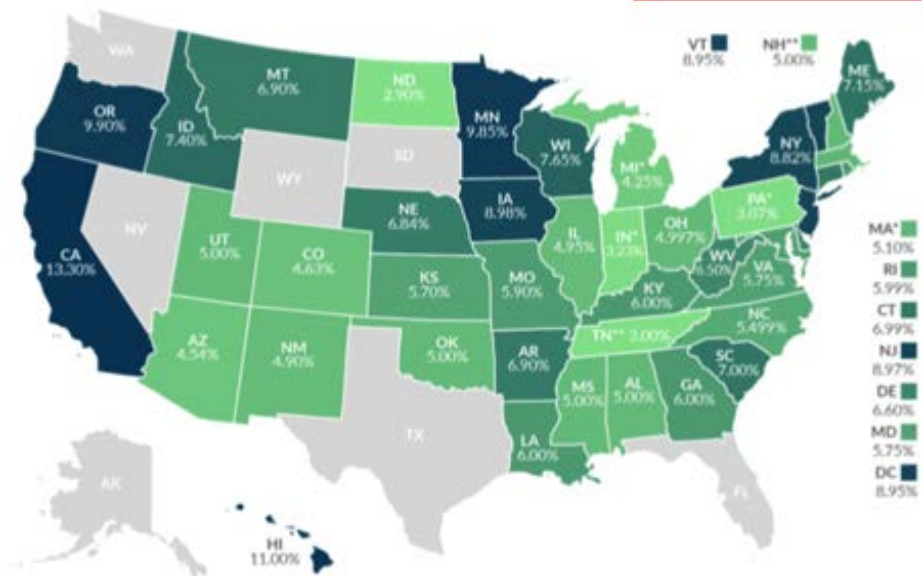 WA
VT
8.95%
NH**
5.00%
ME
7.15%
MT
6.90%
ND
2.90%
MN
9.85%
OR
9.90%
ID
7.40%
WI
7.65%
NY
8.82%
SD
MI*
4.25%
WY
IA
8.98%
PA*
3.07%
NE
6.84%
NV
UT
5.00%
CO
4.63%
IL
4.95%
IN*
3.23%
OH
4.997%
MA*
5.10%
CA
13.30%
WV
6.50%
VA
5.75%
RI
5.99%
KS
5.70%
MO
5.90%
KY
6.00%
CT
6.99%
NC
5.499%
AZ
4.54%
NM
4.90%
OK
5.00%
TN** 3.00%
NJ
8.97%
AR
6.90%
SC
7.00%
DE
6.60%
MS
5.00%
AL
5.00%
GA
6.00%
MD
5.75%
TX
LA
6.00%
DC
8.95%
AK
FL
HI
11.00%